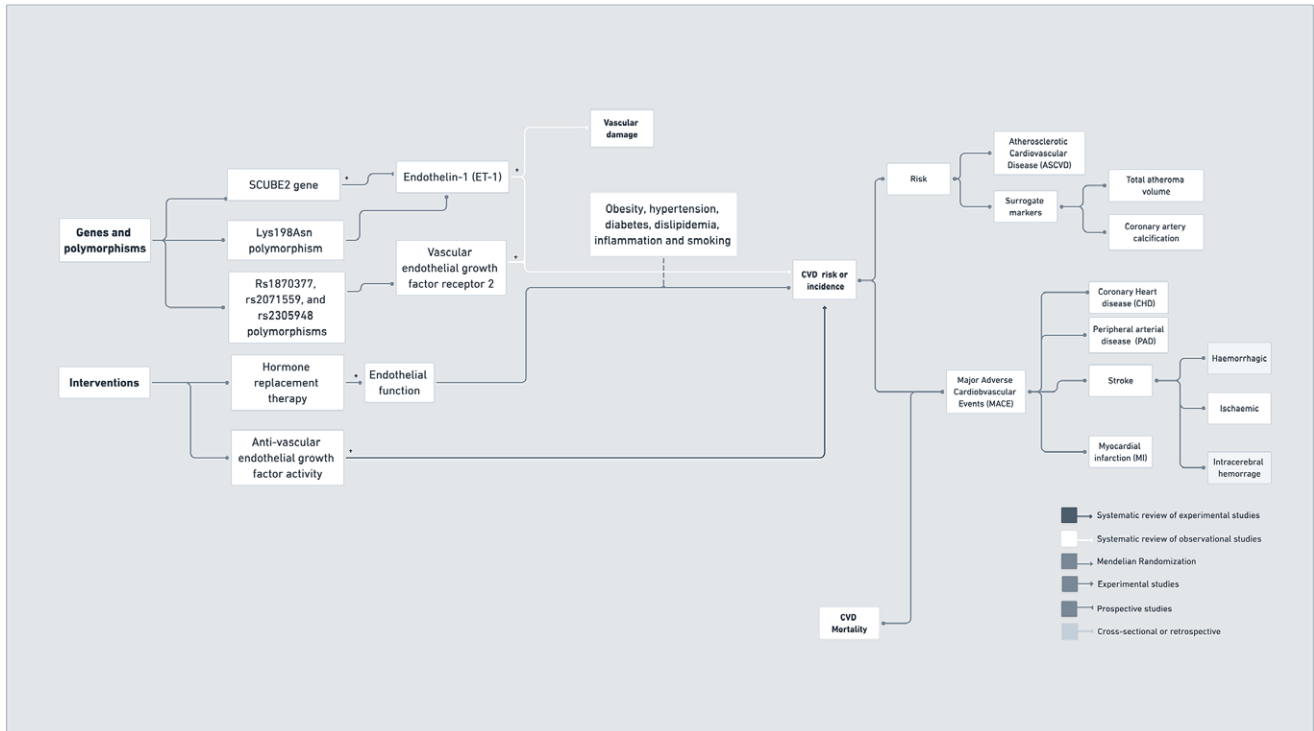 Genes and
polymorphisms
SCUBE2 gene
Lys198Asn
polymorphism
Rs1870377,
rs2071559, and
rs2305948
polymorphisms
Endothelin-1 (ET-1)
Vascular
endothelial growth
factor receptor 2
Vascular
damage
Obesity, hypertension,
diabetes, dislipidemia,
inflammation and smoking
Interventions
Hormone
replacement
therapy
Endothelial
function
Anti-vascular
endothelial growth
factor activity
CVD risk or
incidence
Risk
Atherosclerotic
Cardiovascular
Disease (ASCVD)
Surrogate
markers
Total atheroma
volume
Coronary artery
calcification
Major Adverse
Cardiobvascular
Events (MACE)
Coronary Heart
disease (CHD)
Peripheral arterial
disease (PAD)
Stroke
Haemorrhagic
Ischaemic
Intracerebral
hemorrage
Myocardial
infarction (MI)
CVD
Mortality
Systematic review of experimental studies
Systematic review of observational studies
Mendelian Randomization
Experimental studies
Prospective studies
Cross-sectional or retrospective